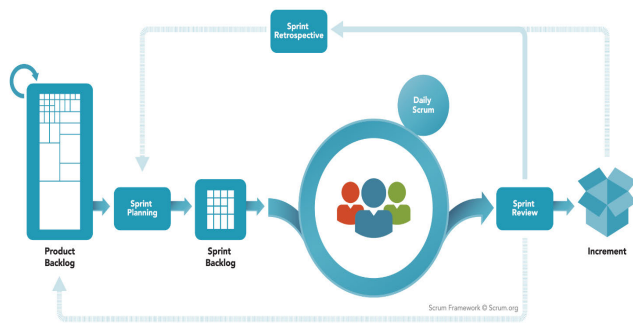 Sprint
Retrospective
Daily
Scrum
Sprint
Planning
Sprint
Review
Product
Backlog
Sprint
Backlog
Increment
Scrum Framework © Scrum.org